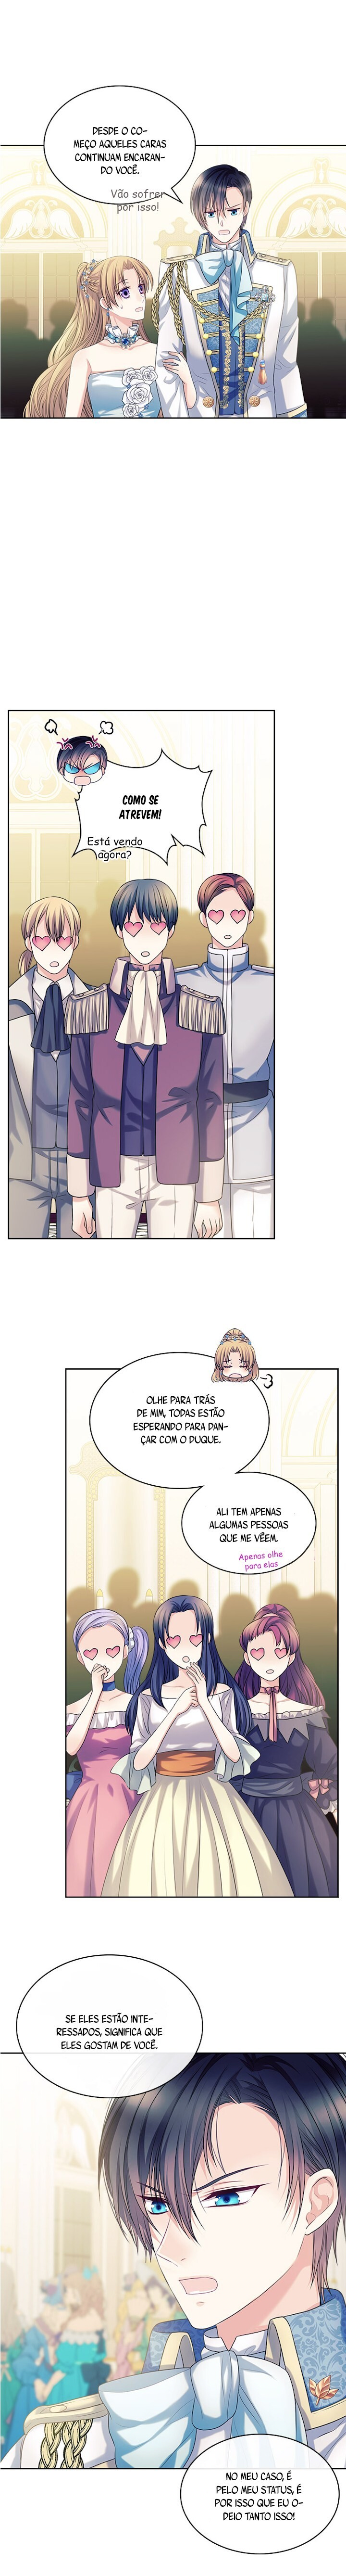 DESDE O CO-
MEÇO AQUELES CARAS
CONTINUAM ENCARAN-
DO VOCÊ.
Vão sofrer
por isso!
COMO SE
ATREVEM!
Está vendo
agora?
OLHE PARA TRÁS
DE MIM, TODAS ESTÃO
ESPERANDO PARA DAN-
ÇAR COM O DUQUE.
ALI TEM APENAS
ALGUMAS PESSOAS
QUE ME VÊEM.
Apenas olhe
para elas
SE ELES ESTÃO INTE-
RESSADOS, SIGNIFICA QUE
ELES GOSTAM DE VOCÊ.
NO MEU CASO, É
PELO MEU STATUS, É
POR ISSO QUE EU O-
DEIO TANTO ISSO!